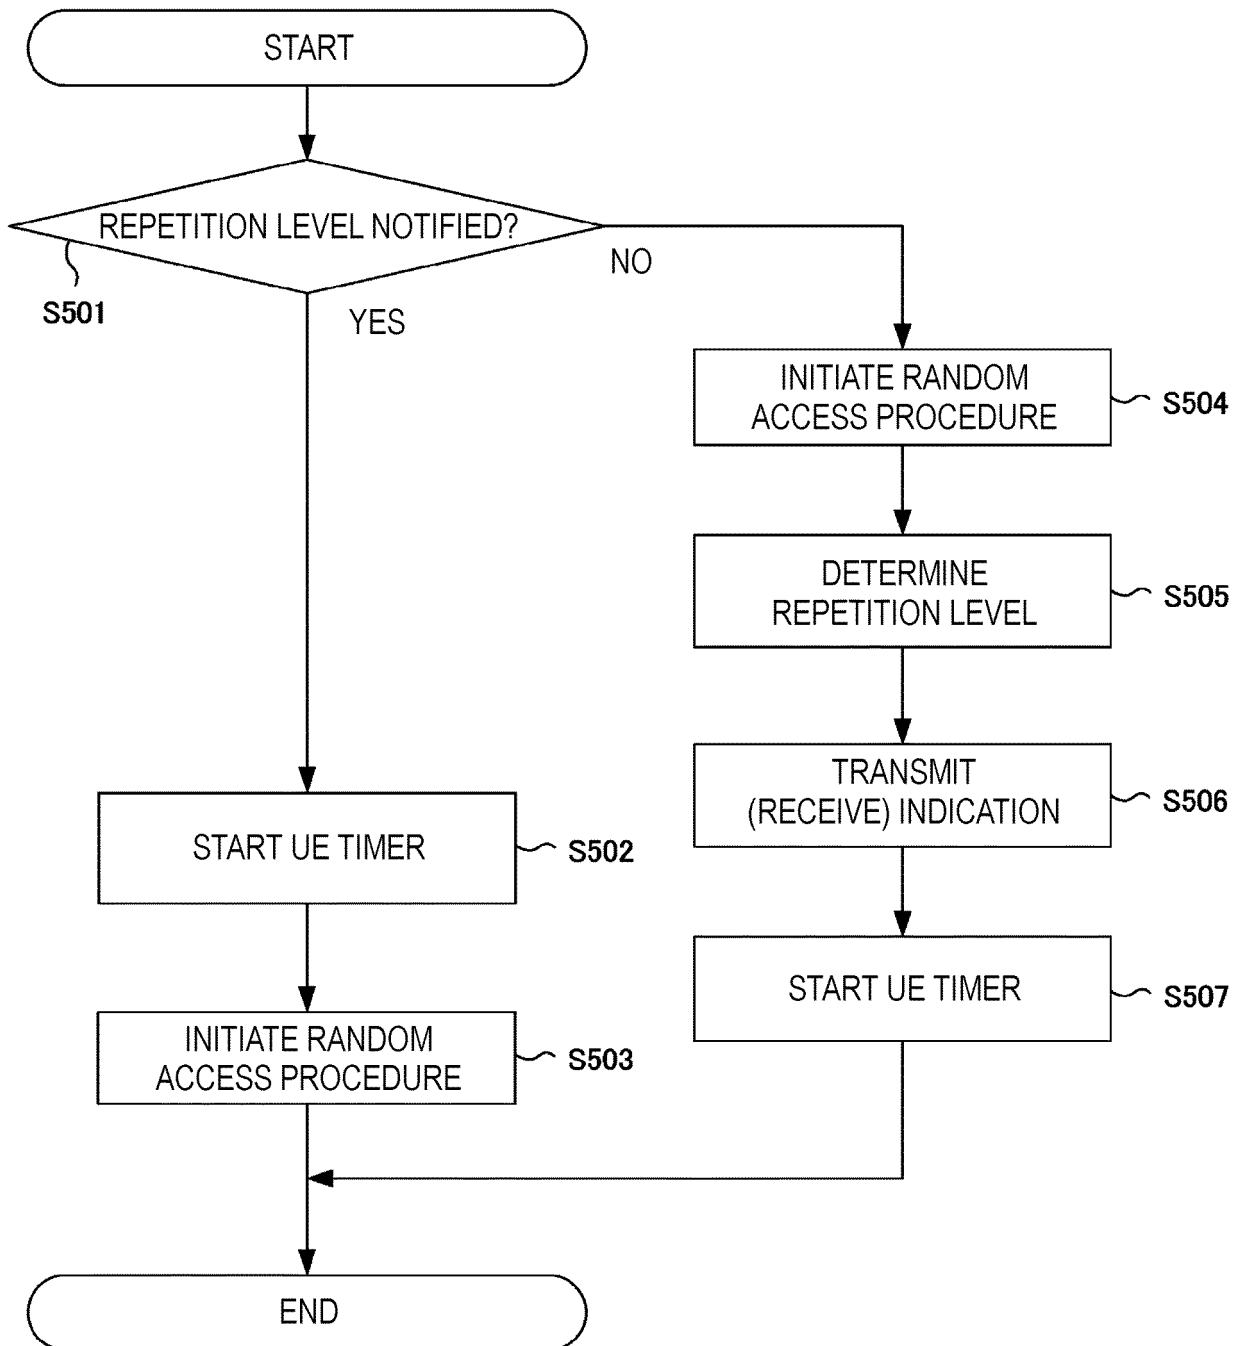 START
REPETITION LEVEL NOTIFIED?
S501
YES
NO
START UE TIMER
S502
INITIATE RANDOM
ACCESS PROCEDURE
S503
INITIATE RANDOM
ACCESS PROCEDURE
S504
DETERMINE
REPETITION LEVEL
S505
TRANSMIT
(RECEIVE) INDICATION
S506
START UE TIMER
S507
END